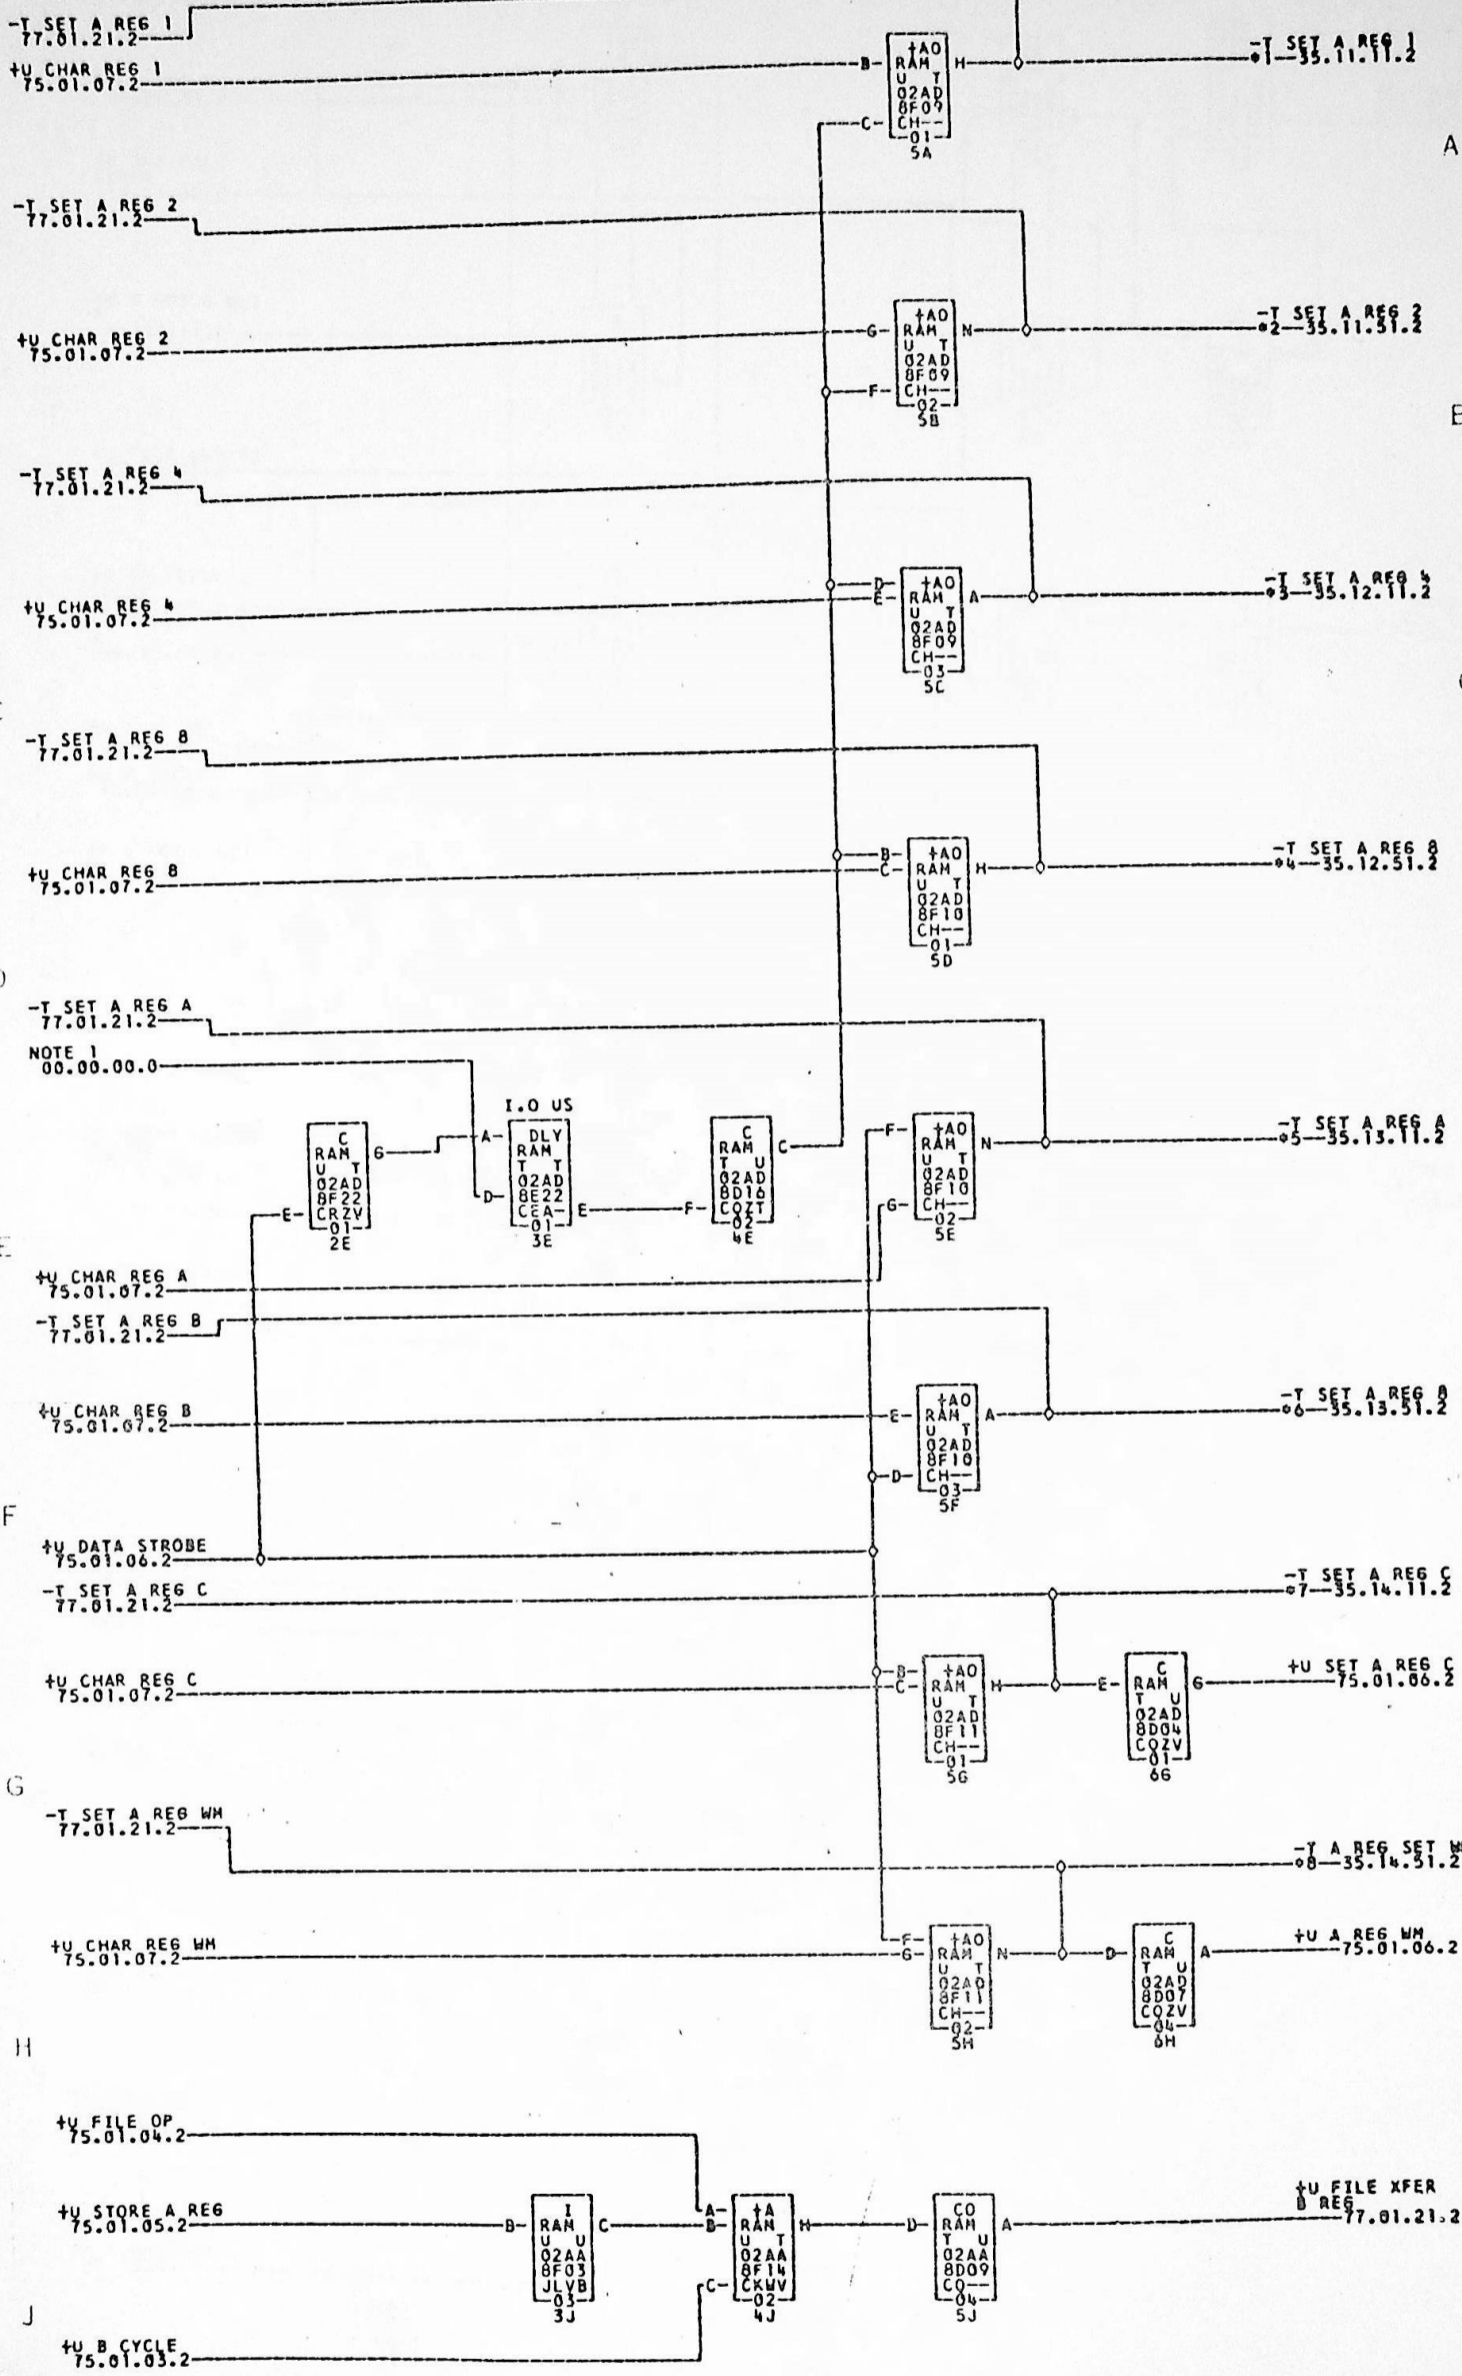 -T SET A REG 1
77.01.21.2
+U CHAR REG 1
75.01.07.2
B
C
+AO
RAM
U T
02AD
8F09
CH--
01
5A
H
-T SET A REG 1
*1 35.11.11.2
A
-T SET A REG 2
77.01.21.2
+U CHAR REG 2
75.01.07.2
G
F
+AO
RAM
U T
02AD
8F09
CH--
02
5B
N
-T SET A REG 2
*2 35.11.51.2
-T SET A REG 4
77.01.21.2
+U CHAR REG 4
75.01.07.2
D
E
+AO
RAM
U T
02AD
8F09
CH--
03
5C
A
-T SET A REG 4
*3 35.12.11.2
-T SET A REG 8
77.01.21.2
+U CHAR REG 8
75.01.07.2
B
C
+AO
RAM
U T
02AD
8F10
CH--
01
5D
H
-T SET A REG 8
*4 35.12.51.2
-T SET A REG A
77.01.21.2
NOTE 1
00.00.00.0
E
C
RAM
U T
02AD
8F22
CRZV
01
2E
G
1.0 US
A
D
DLY
RAM
T T
02AD
8E22
CEA-
01
3E
E
F
C
RAM
T U
02AD
8D16
CQZT
02
4E
C
F
G
+AO
RAM
U T
02AD
8F10
CH--
02
5E
N
-T SET A REG A
*5 35.13.11.2
E
+U CHAR REG A
75.01.07.2
-T SET A REG B
77.01.21.2
+U CHAR REG B
75.01.07.2
E
D
+AO
RAM
U T
02AD
8F10
CH--
03
5F
A
-T SET A REG B
*6 35.13.51.2
F
+U DATA STROBE
75.01.06.2
-T SET A REG C
77.01.21.2
-T SET A REG C
*7 35.14.11.2
+U CHAR REG C
75.01.07.2
B
C
+AO
RAM
U T
02AD
8F11
CH--
01
5G
H
E
C
RAM
T U
02AD
8D04
CQZV
01
6G
G
+U SET A REG C
75.01.06.2
G
-T SET A REG WM
77.01.21.2
-T A REG SET
*8 35.14.51.2
+U CHAR REG WM
75.01.07.2
F
G
+AO
RAM
U T
02AD
8F11
CH--
02
5H
N
D
C
RAM
T U
02AD
8D07
CQZV
04
6H
A
+U A REG WM
75.01.06.2
H
+U FILE OP
75.01.04.2
+U STORE A REG
75.01.05.2
B
I
RAM
U U
02AA
8F03
JLVB
03
3J
C
A
B
C
+A
RAM
U T
02AA
8F14
CKWV
02
4J
H
D
CO
RAM
T U
02AA
8D09
CQ--
04
5J
A
+U FILE XFER
B REG
77.01.21.2
J
+U B CYCLE
75.01.03.2